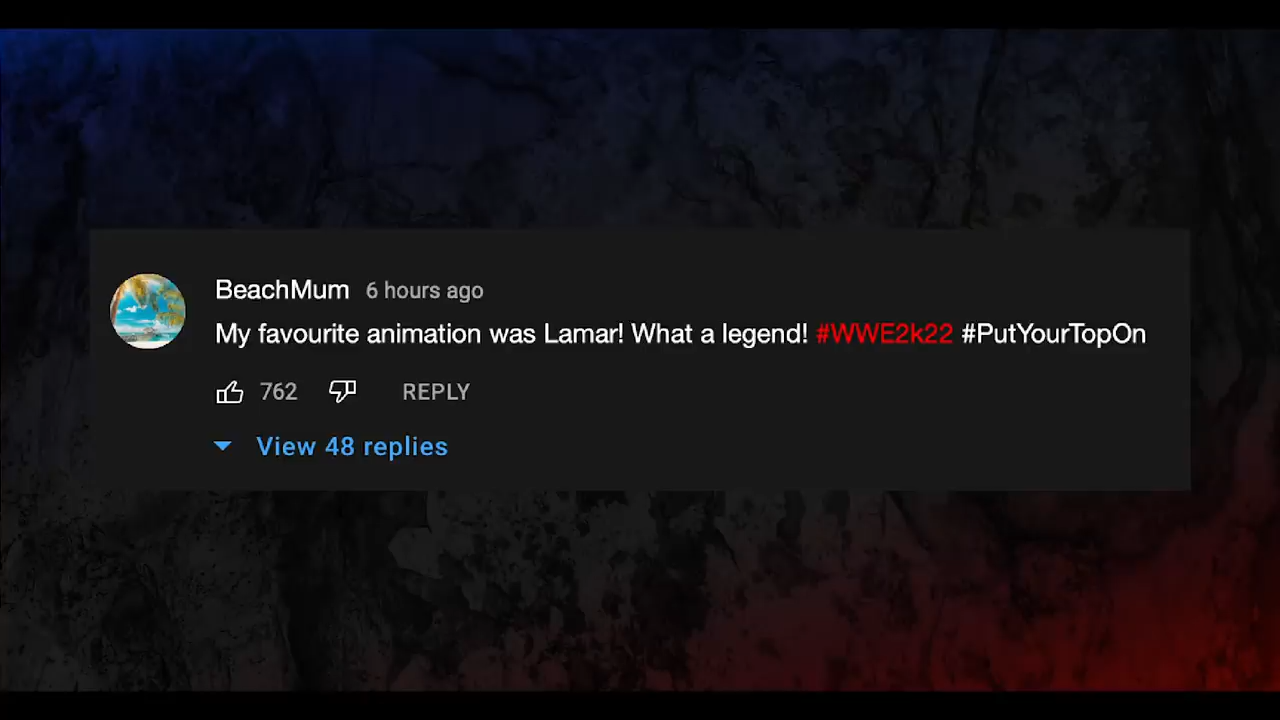 BeachMum 6 hours ago
My favourite animation was Lamar! What a legend! #WWE2k22 #PutYourTopOn
762 REPLY
View 48 replies